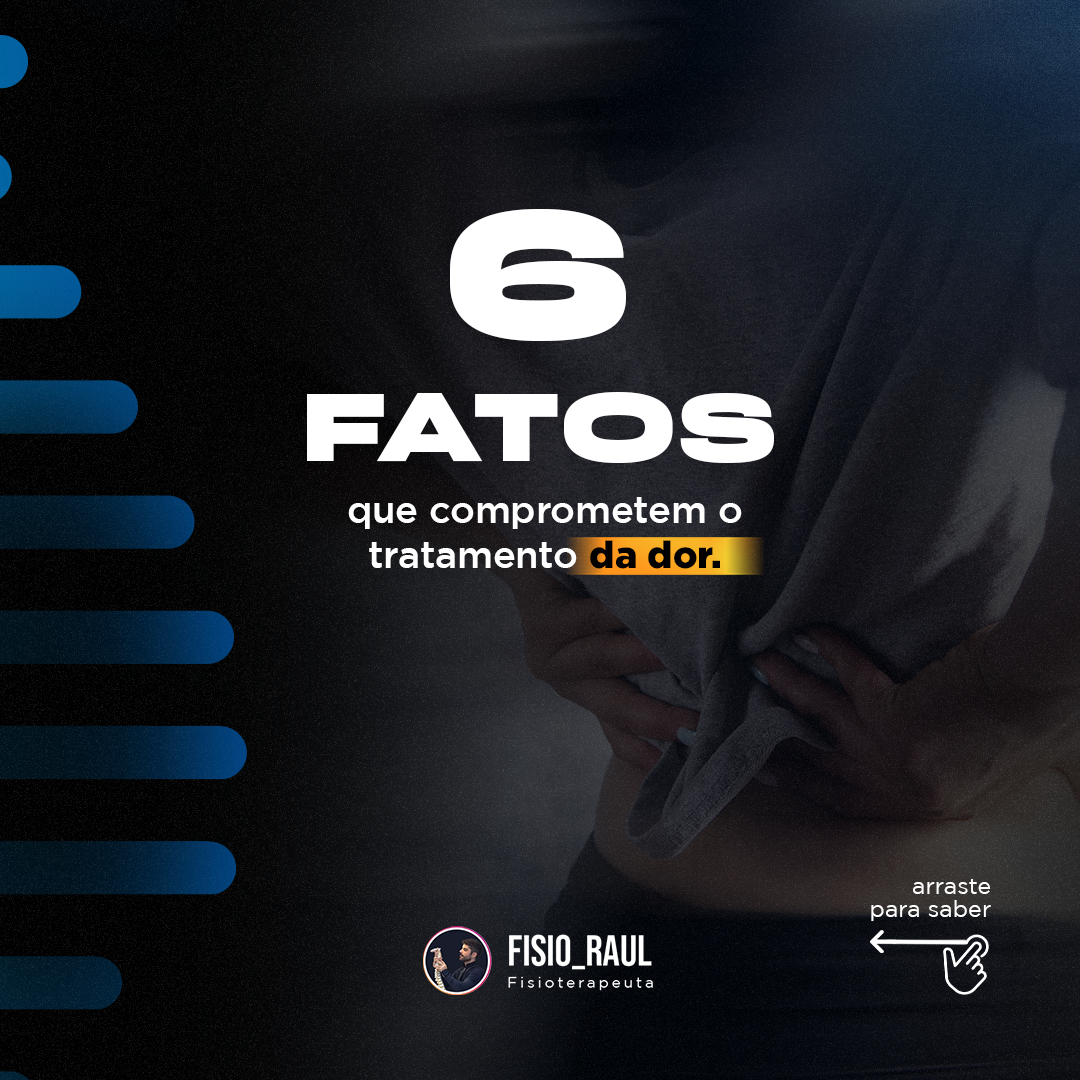 6
FATOS
que comprometem o
tratamento da dor.
arraste
para saber
FISIO_RAUL
Fisioterapeuta